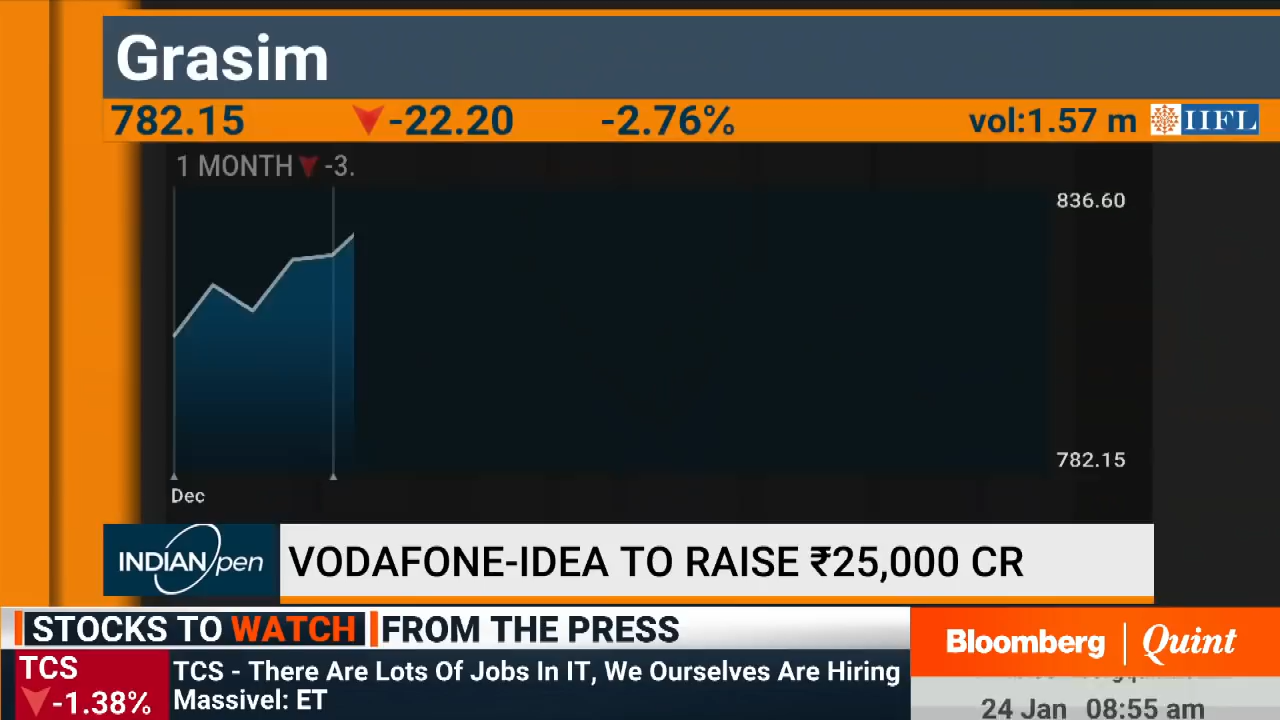 Grasim
782.15 -22.20 -2.76% vol:1.57 m IIFL
1 MONTH -3.
836.60
782.15
Dec
INDIAN Open VODAFONE-IDEA TO RAISE ₹25,000 CR
STOCKS TO WATCH FROM THE PRESS
Bloomberg | Quint
TCS
-1.38%
TCS - There Are Lots Of Jobs In IT, We Ourselves Are Hiring
Massivel: ET
24 Jan 08:55 am